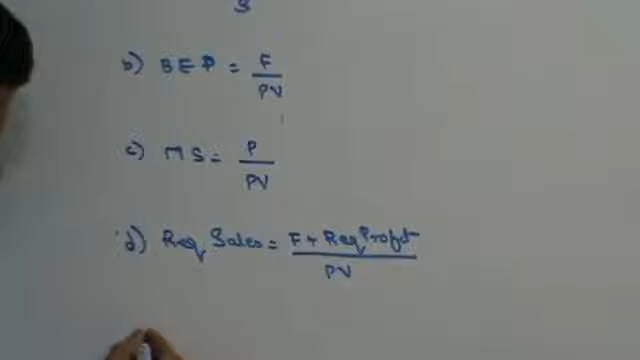 S
b) BEP = F / PV
c) MS = P / PV
d) Req Sales = F + Req Profit / PV